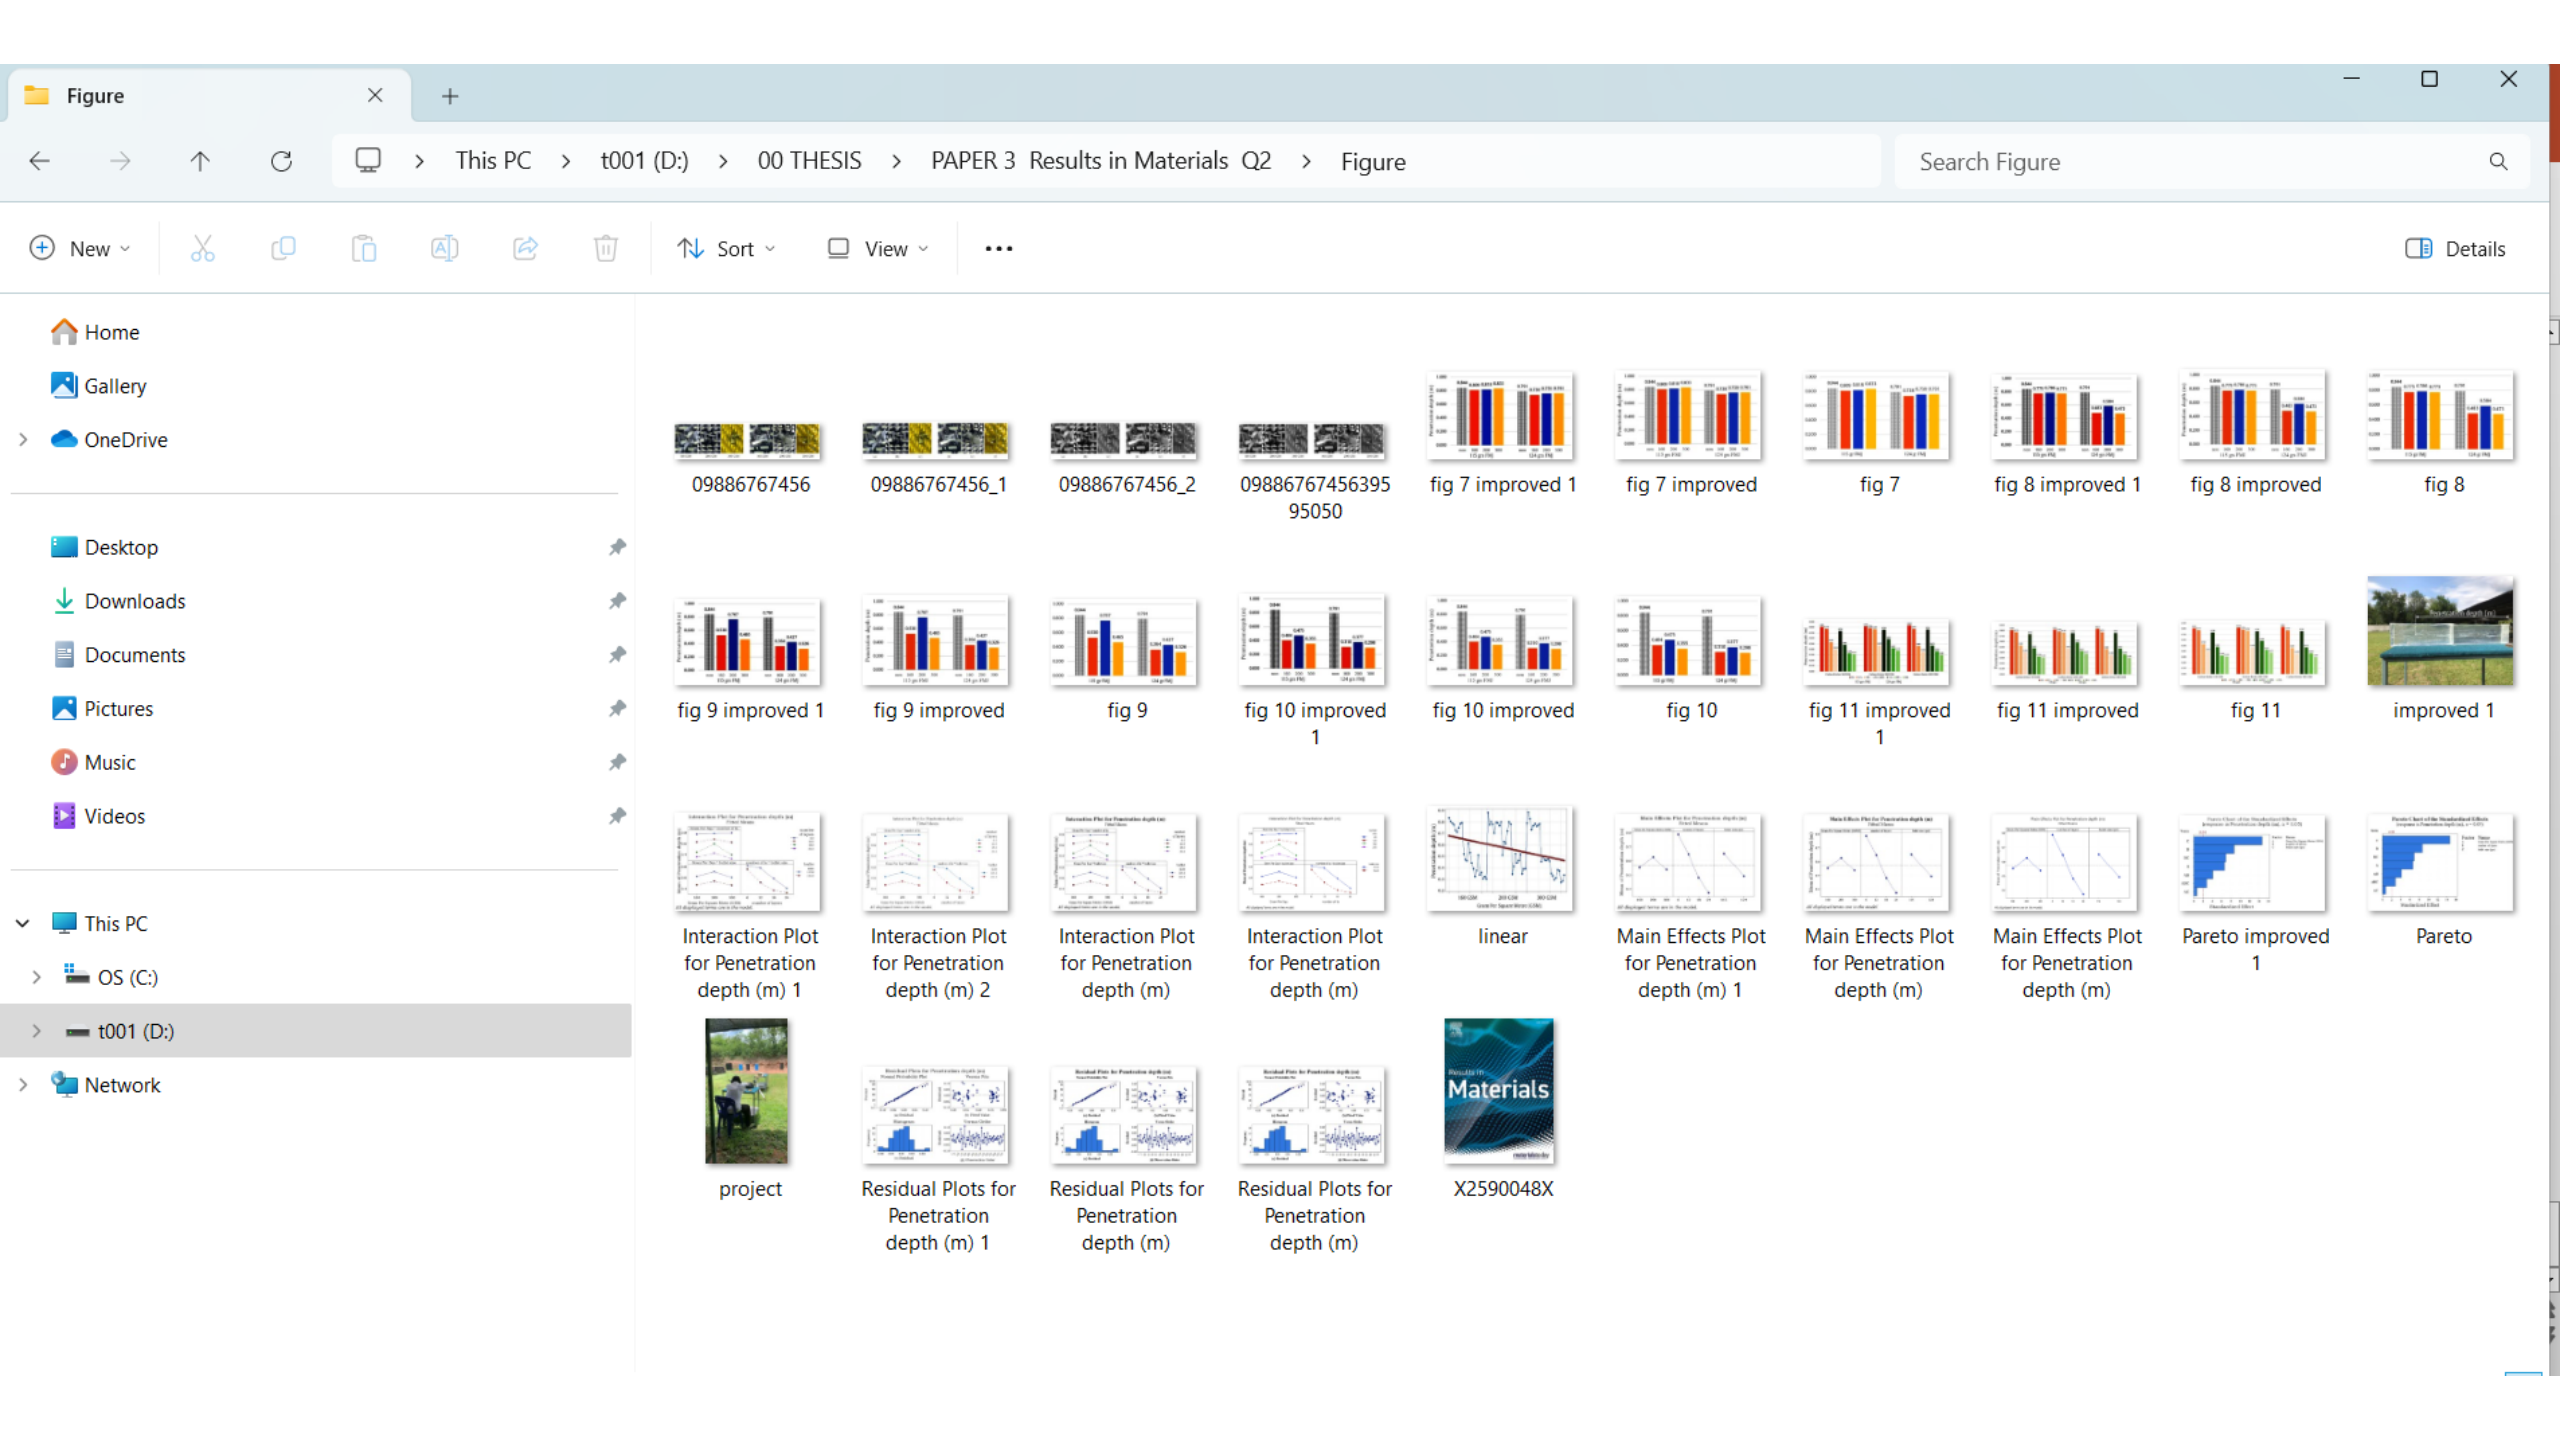 Figure
This PC
t001 (D:)
00 THESIS
PAPER 3 Results in Materials Q2
Figure
Search Figure
New
Sort
View
Details
Home
Gallery
OneDrive
Desktop
Downloads
Documents
Pictures
Music
Videos
This PC
OS (C:)
t001 (D:)
Network
09886767456
09886767456_1
09886767456_2
09886767456395
95050
fig 7 improved 1
fig 7 improved
fig 7
fig 8 improved 1
fig 8 improved
fig 8
fig 9 improved 1
fig 9 improved
fig 9
fig 10 improved
1
fig 10 improved
fig 10
fig 11 improved
1
fig 11 improved
fig 11
improved 1
Interaction Plot
for Penetration
depth (m) 1
Interaction Plot
for Penetration
depth (m) 2
Interaction Plot
for Penetration
depth (m)
Interaction Plot
for Penetration
depth (m)
linear
Main Effects Plot
for Penetration
depth (m) 1
Main Effects Plot
for Penetration
depth (m)
Main Effects Plot
for Penetration
depth (m)
Pareto improved
1
Pareto
project
Residual Plots for
Penetration
depth (m) 1
Residual Plots for
Penetration
depth (m)
Residual Plots for
Penetration
depth (m)
Results in
Materials
X2590048X